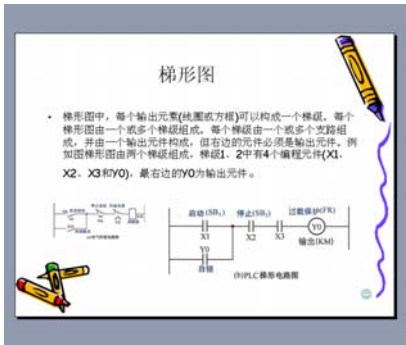 梯形图
• 梯形图中，每个输出元素(线圈或方框)可以构成一个梯级。每个
梯形图由一个或多个梯级组成。每个梯级由一个或多个支路组
成，并由一个输出元件构成，但右边的元件必须是输出元件。例
如图梯形图由两个梯级组成，梯级1、2中有4个编程元件(X1、
X2、X3和Y0)，最右边的Y0为输出元件。
启动(SB₁) 停止(SB₂) 过载保护(FR)
X1 X2 X3 Y0
输出(KM)
Y0
自锁
(b)PLC梯形电路图